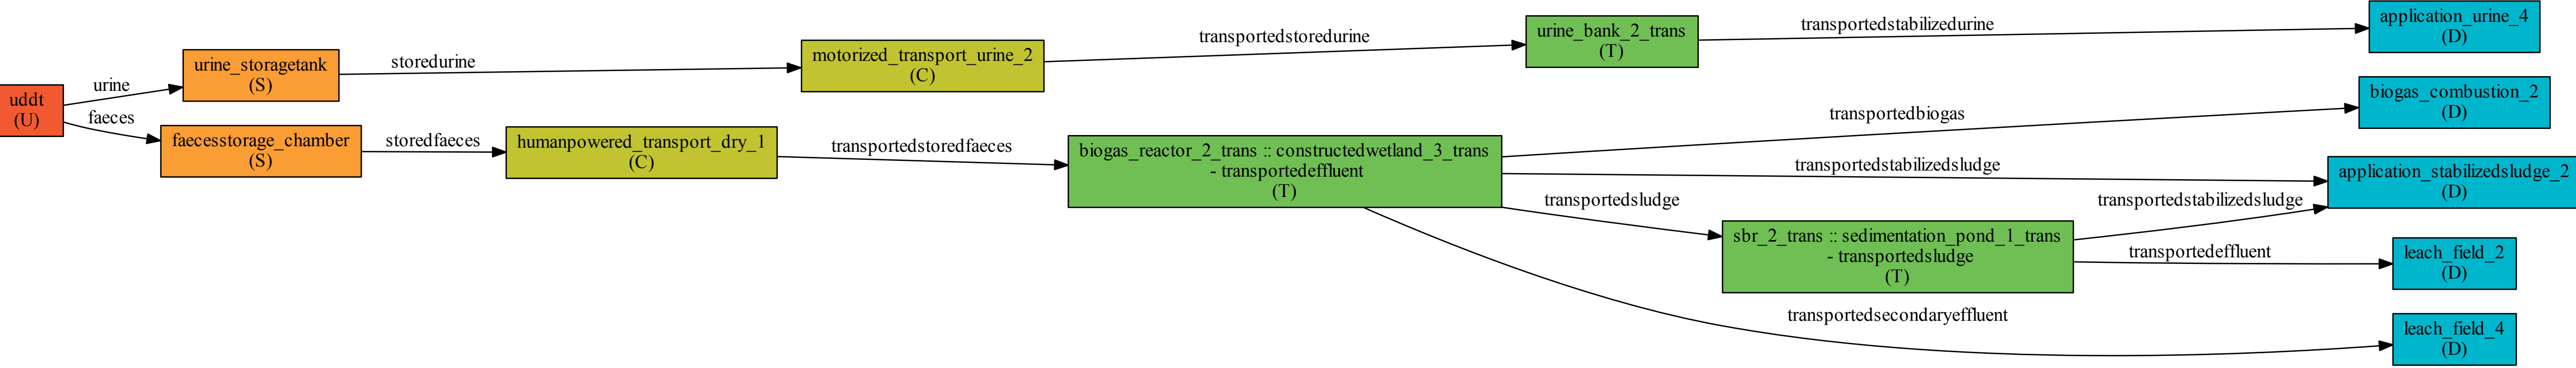 uddt
(U)
urine
faeces
urine_storagetank
(S)
faecesstorage_chamber
(S)
storedurine
storedfaeces
humanpowered_transport_dry_1
(C)
motorized_transport_urine_2
(C)
transportedstoredurine
transportedstoredfaeces
biogas_reactor_2_trans :: constructedwetland_3_trans
- transportedeffluent
(T)
urine_bank_2_trans
(T)
transportedstabilizedurine
transportedbiogas
transportedstabilizedsludge
transportedsludge
sbr_2_trans :: sedimentation_pond_1_trans
- transportedsludge
(T)
transportedstabilizedsludge
transportedeffluent
transportedsecondaryeffluent
application_urine_4
(D)
biogas_combustion_2
(D)
application_stabilizedsludge_2
(D)
leach_field_2
(D)
leach_field_4
(D)